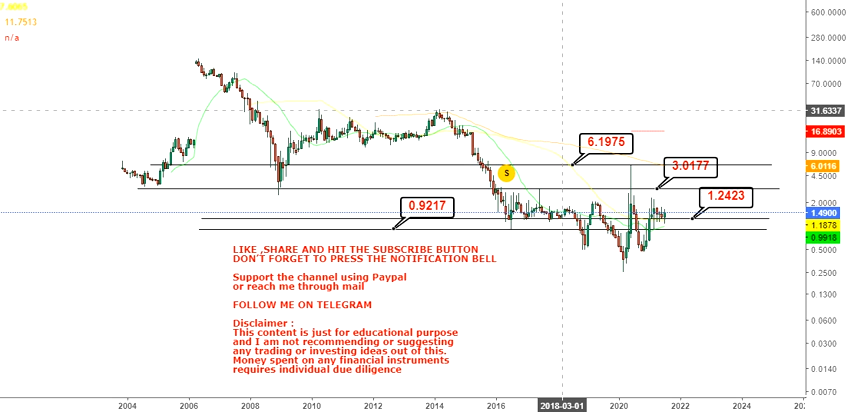 11.7513
n/a
600.0000
280.0000
140.0000
70.0000
31.6337
16.8903
9.0000
6.0116
4.5000
2.0000
1.4900
1.1878
0.9918
0.5000
0.2500
0.1300
0.0600
0.0300
0.0140
0.0070
6.1975
3.0177
1.2423
0.9217
S
LIKE ,SHARE AND HIT THE SUBSCRIBE BUTTON
DON'T FORGET TO PRESS THE NOTIFICATION BELL
Support the channel using Paypal
or reach me through mail
FOLLOW ME ON TELEGRAM
Disclaimer :
This content is just for educational purpose
and I am not recommending or suggesting
any trading or investing ideas out of this.
Money spent on any financial instruments
requires individual due diligence
2004 2006 2008 2010 2012 2014 2016 2018-03-01 2020 2022 2024